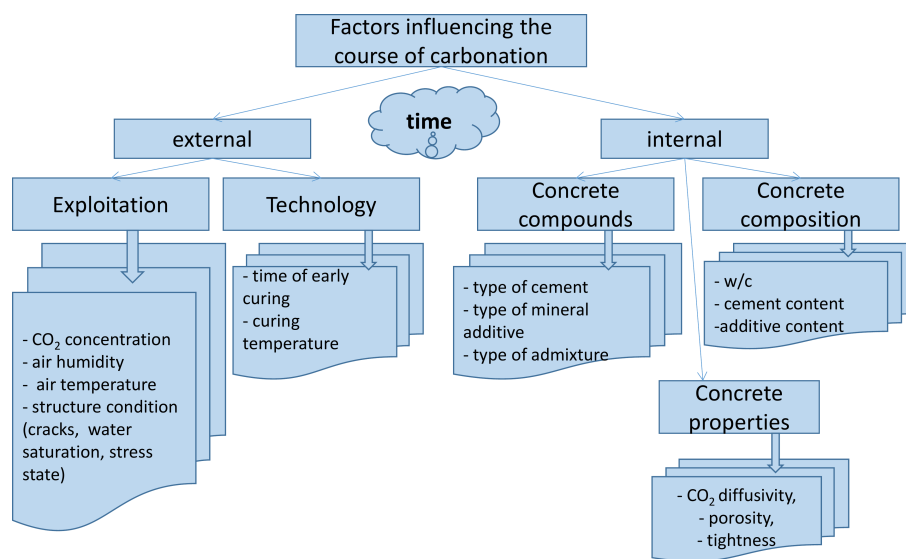 Factors influencing the
course of carbonation
time
external
internal
Exploitation
Technology
Concrete
compounds
Concrete
composition
- CO₂ concentration
- air humidity
- air temperature
- structure condition
(cracks, water
saturation, stress
state)
- time of early
curing
- curing
temperature
- type of cement
- type of mineral
additive
- type of admixture
- w/c
- cement content
-additive content
Concrete
properties
- CO₂ diffusivity,
- porosity,
- tightness